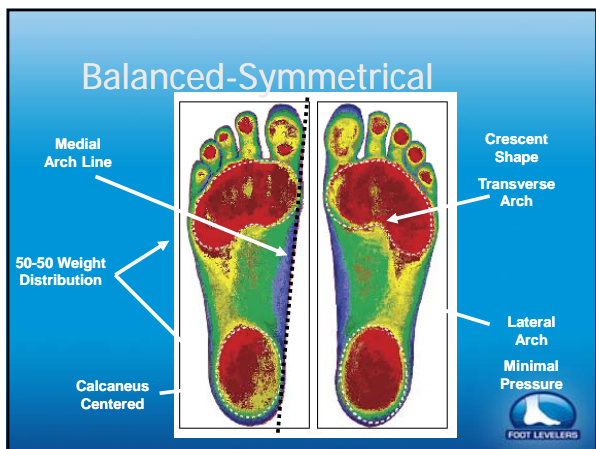 Balanced-Symmetrical
Medial
Arch Line
50-50 Weight
Distribution
Calcaneus
Centered
Crescent
Shape
Transverse
Arch
Lateral
Arch
Minimal
Pressure
FOOT LEVELERS